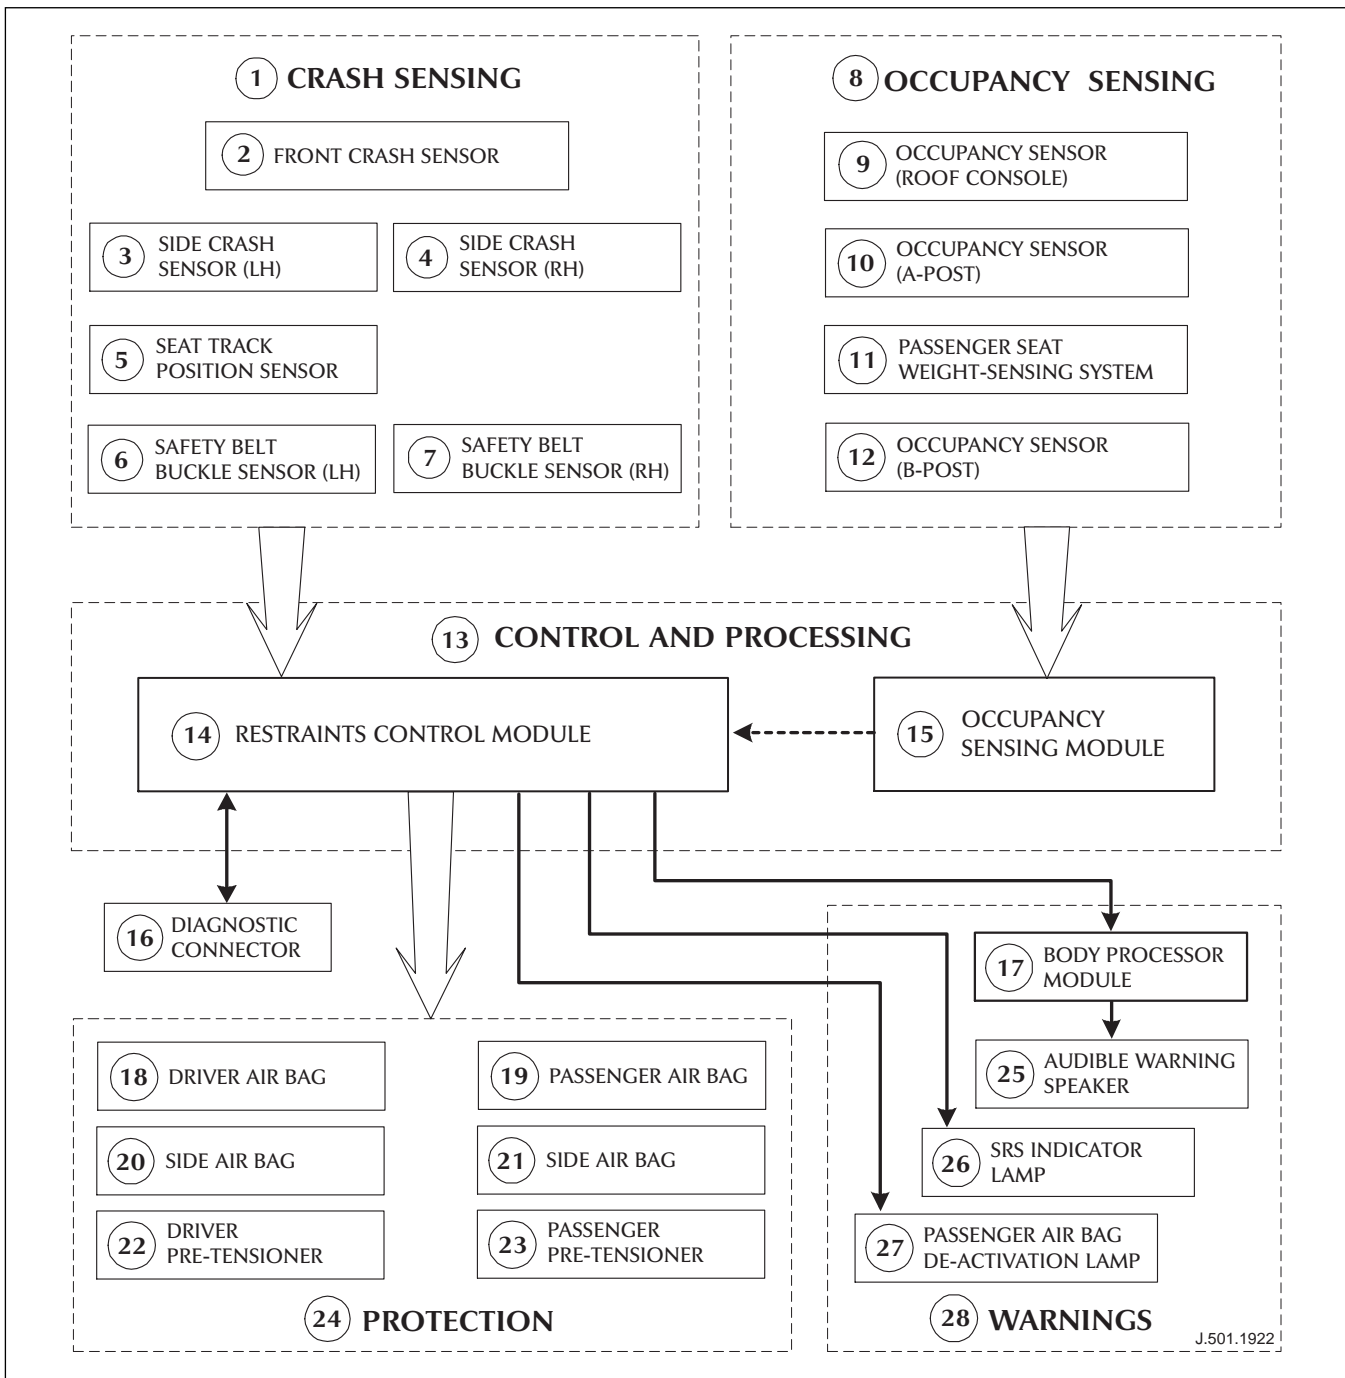 1 CRASH SENSING
2 FRONT CRASH SENSOR
3 SIDE CRASH
SENSOR (LH)
4 SIDE CRASH
SENSOR (RH)
5 SEAT TRACK
POSITION SENSOR
6 SAFETY BELT
BUCKLE SENSOR (LH)
7 SAFETY BELT
BUCKLE SENSOR (RH)
8 OCCUPANCY SENSING
9 OCCUPANCY SENSOR
(ROOF CONSOLE)
10 OCCUPANCY SENSOR
(A-POST)
11 PASSENGER SEAT
WEIGHT-SENSING SYSTEM
12 OCCUPANCY SENSOR
(B-POST)
13 CONTROL AND PROCESSING
14 RESTRAINTS CONTROL MODULE
15 OCCUPANCY
SENSING MODULE
16 DIAGNOSTIC
CONNECTOR
17 BODY PROCESSOR
MODULE
18 DRIVER AIR BAG
19 PASSENGER AIR BAG
20 SIDE AIR BAG
21 SIDE AIR BAG
22 DRIVER
PRE-TENSIONER
23 PASSENGER
PRE-TENSIONER
24 PROTECTION
25 AUDIBLE WARNING
SPEAKER
26 SRS INDICATOR
LAMP
27 PASSENGER AIR BAG
DE-ACTIVATION LAMP
28 WARNINGS
J.501.1922